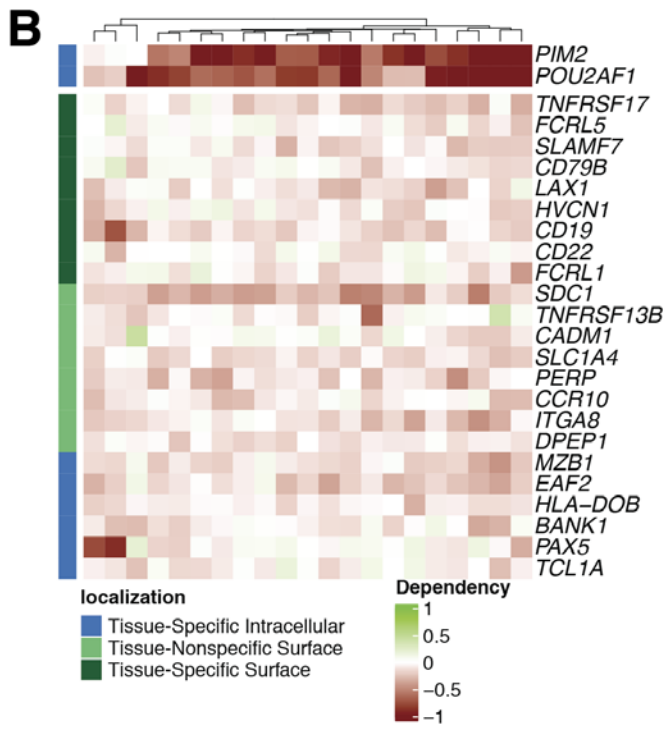 B
PIM2
POU2AF1
TNFRSF17
FCRL5
SLAMF7
CD79B
LAX1
HVCN1
CD19
CD22
FCRL1
SDC1
TNFRSF13B
CADM1
SLC1A4
PERP
CCR10
ITGA8
DPEP1
MZB1
EAF2
HLA−DOB
BANK1
PAX5
TCL1A
localization
Tissue-Specific Intracellular
Tissue-Nonspecific Surface
Tissue-Specific Surface
Dependency
1
0.5
0
−0.5
−1